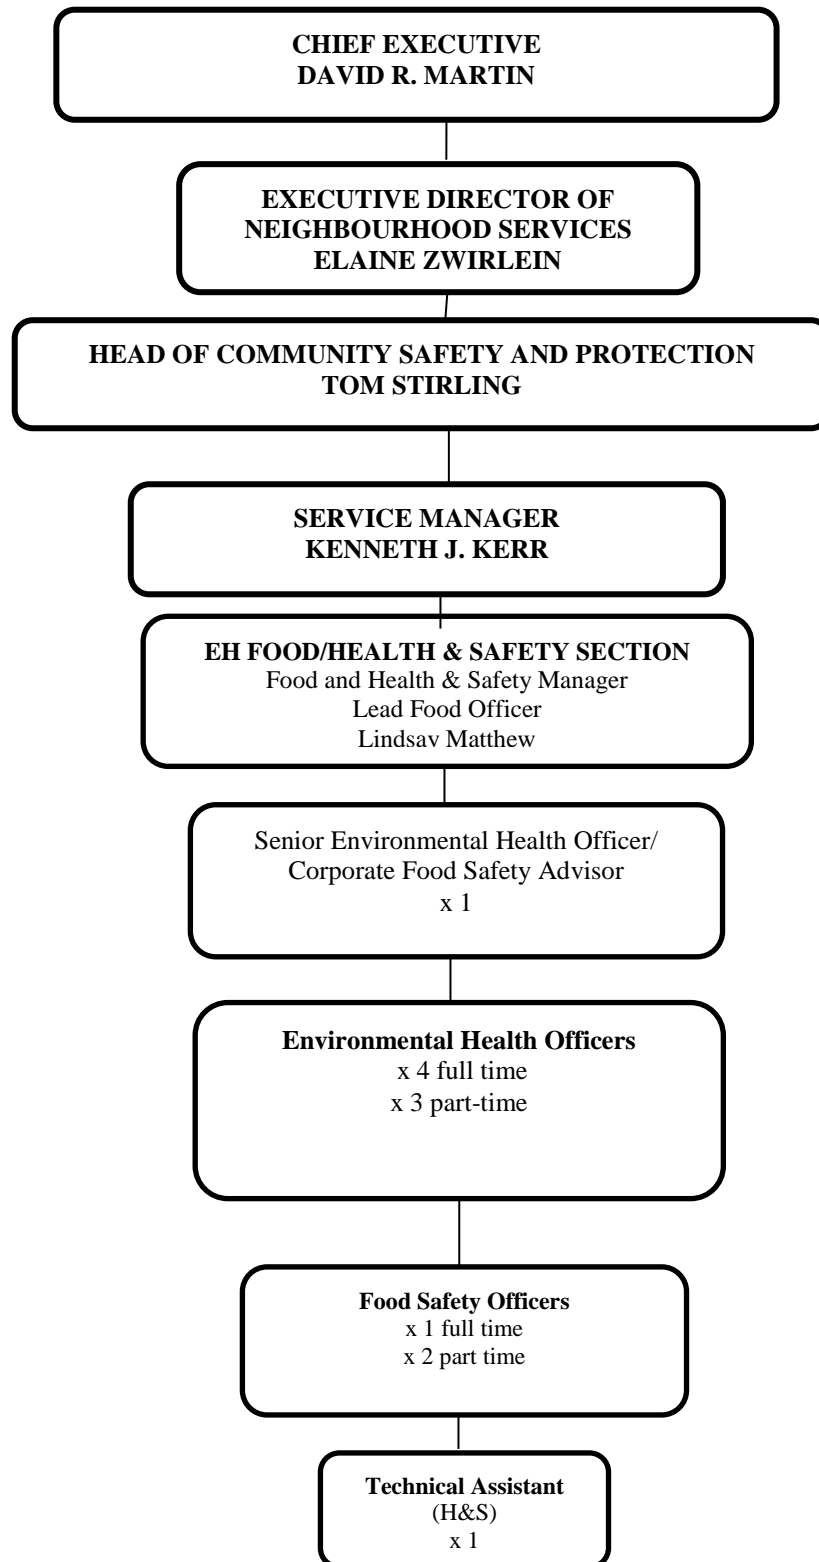 CHIEF EXECUTIVE
DAVID R. MARTIN
EXECUTIVE DIRECTOR OF
NEIGHBOURHOOD SERVICES
ELAINE ZWIRLEIN
HEAD OF COMMUNITY SAFETY AND PROTECTION
TOM STIRLING
SERVICE MANAGER
KENNETH J. KERR
EH FOOD/HEALTH & SAFETY SECTION
Food and Health & Safety Manager
Lead Food Officer
Lindsay Matthew
Senior Environmental Health Officer/
Corporate Food Safety Advisor
x 1
Environmental Health Officers
x 4 full time
x 3 part-time
Food Safety Officers
x 1 full time
x 2 part time
Technical Assistant
(H&S)
x 1